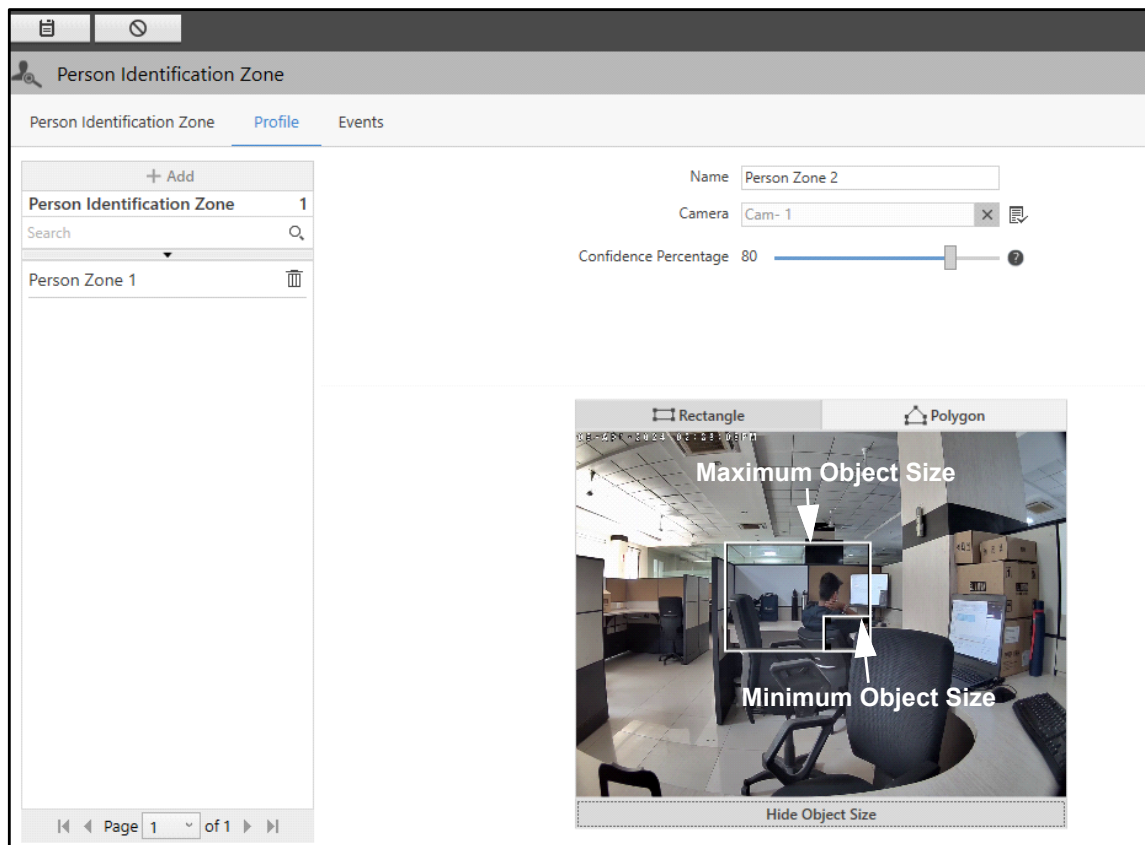 Person Identification Zone
Person Identification Zone Profile Events
+ Add
Person Identification Zone 1
Search
Person Zone 1
Page 1 of 1
Name Person Zone 2
Camera Cam- 1
Confidence Percentage 80
Rectangle Polygon
Maximum Object Size
Minimum Object Size
Hide Object Size